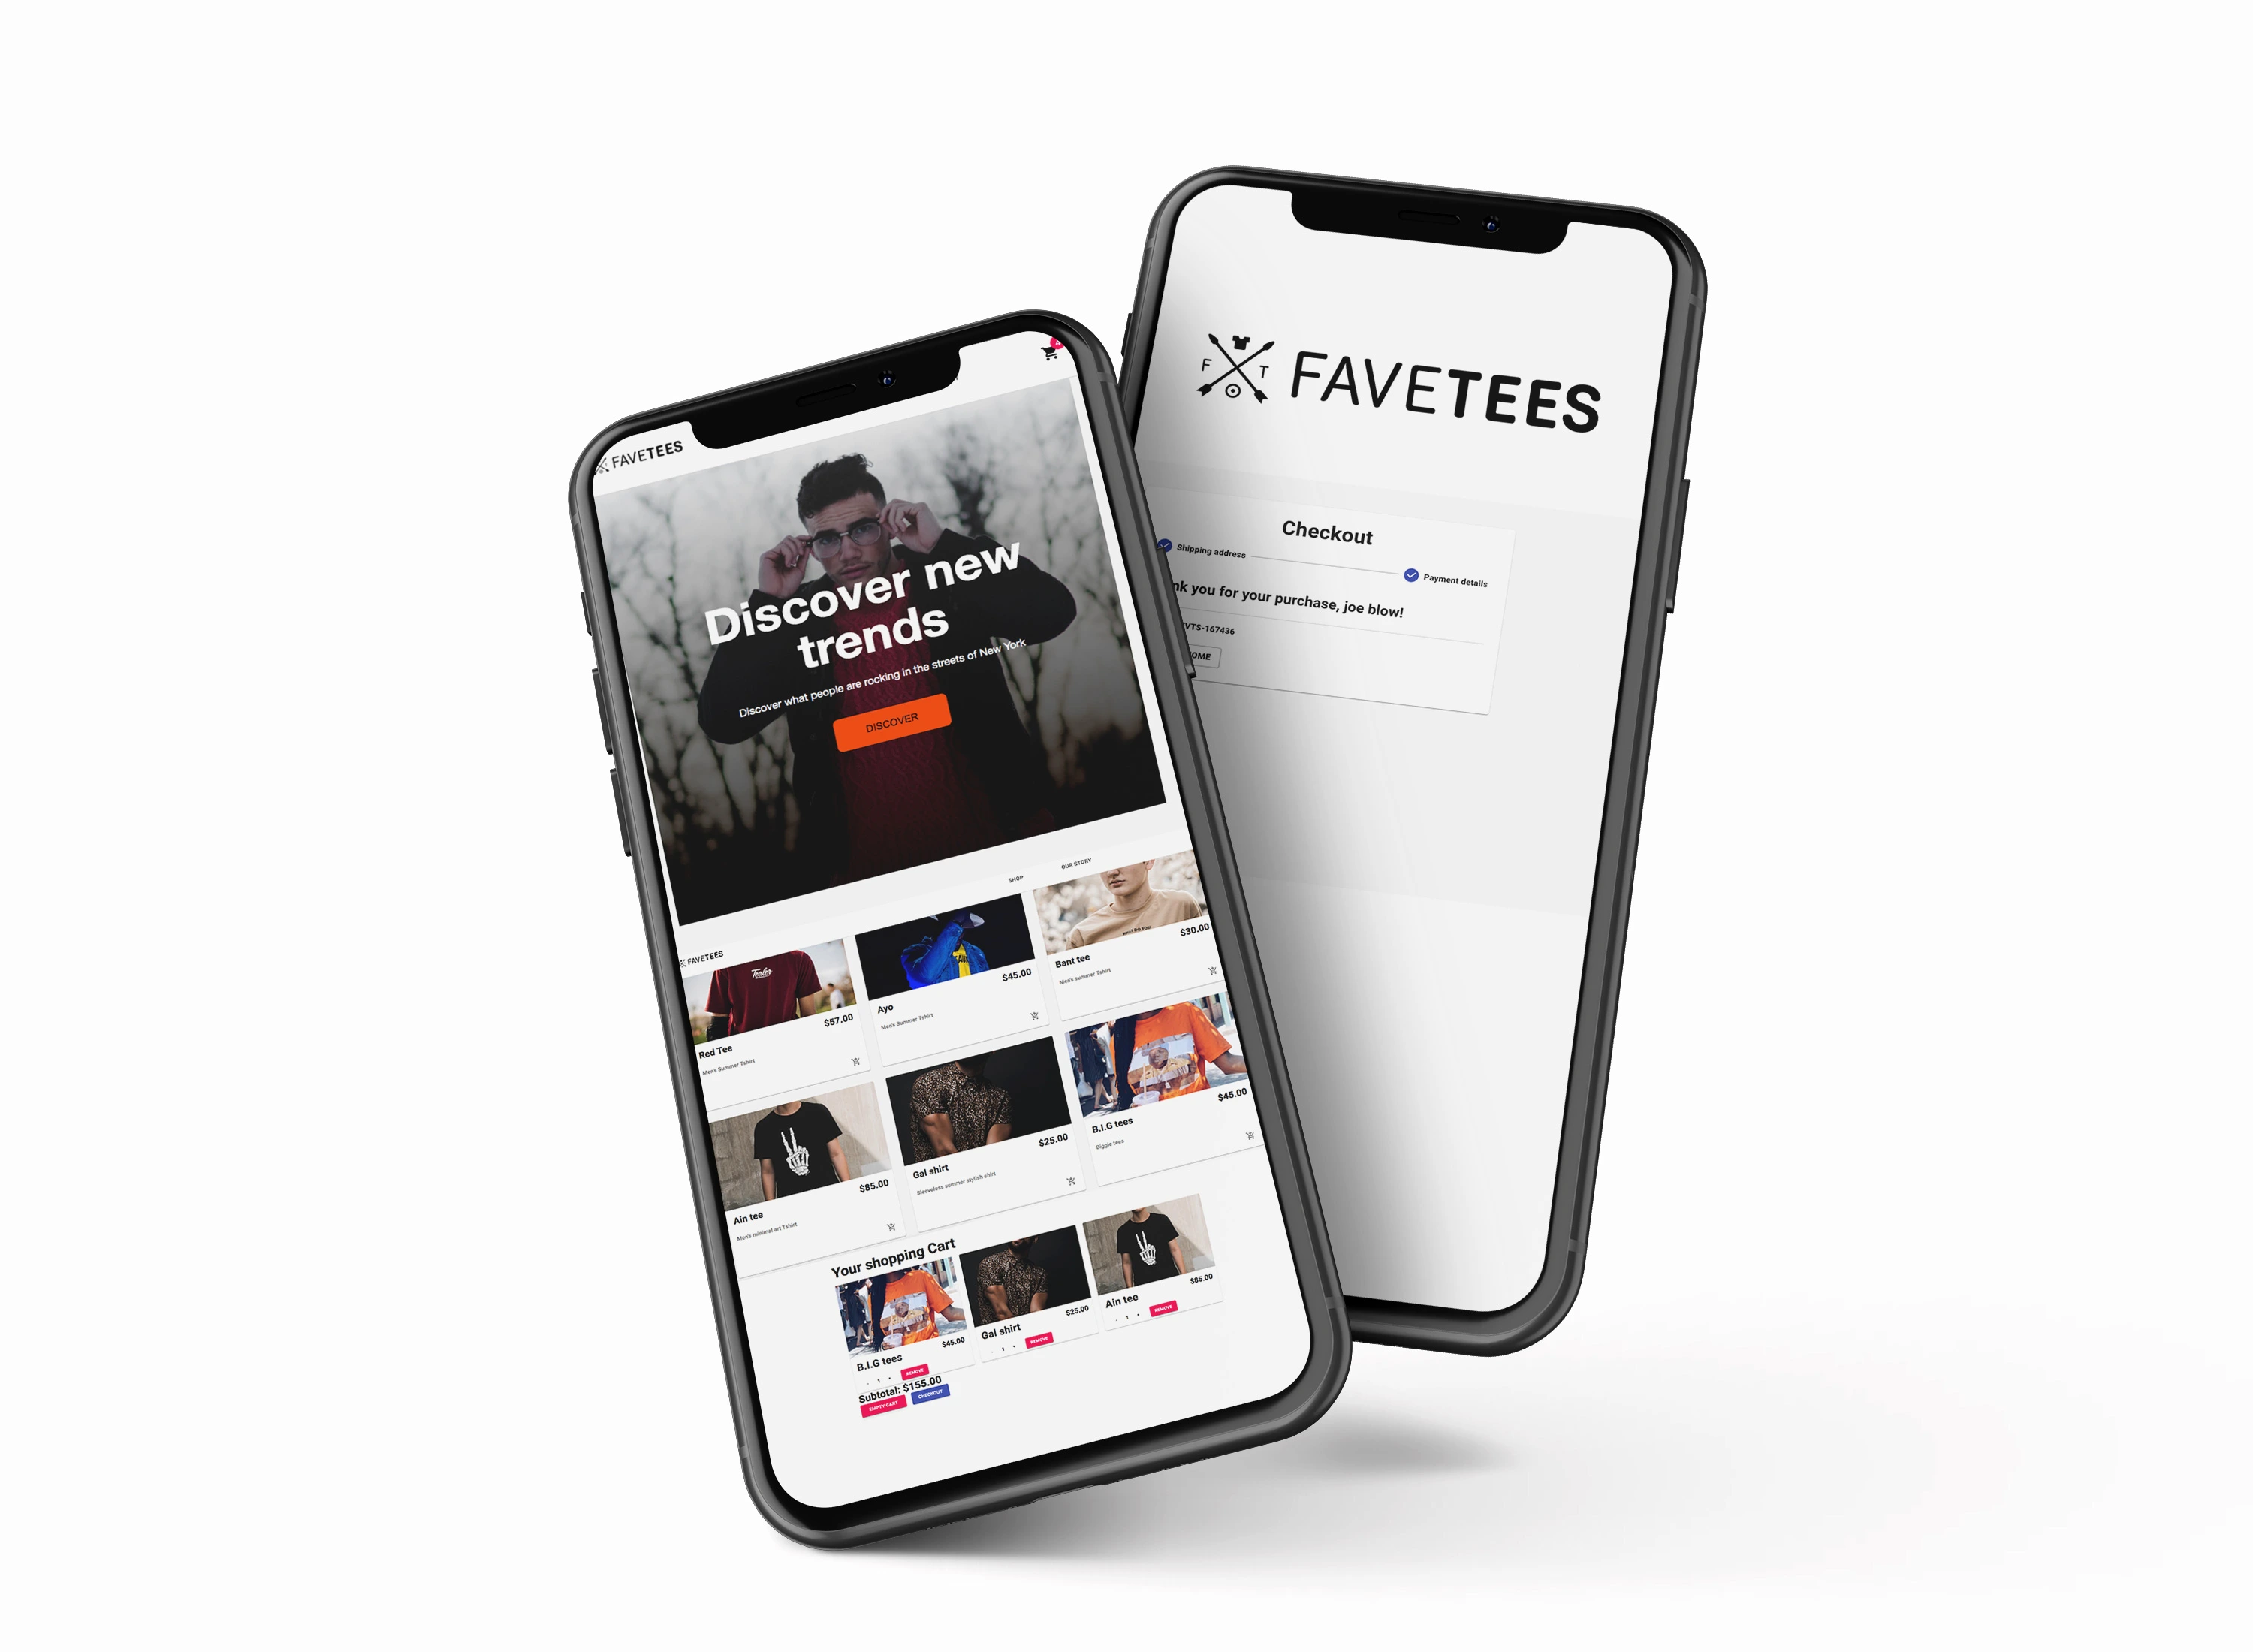 FAVETEES
4
Discover new
trends
Discover what people are rocking in the streets of New York
DISCOVER
SHOP
OUR STORY
FAVETEES
$57.00
Red Tee
Men's Summer Tshirt
$45.00
Ayo
Men's Summer Tshirt
$30.00
Bant tee
Men's summer Tshirt
$85.00
Ain tee
Men's minimal art Tshirt
$25.00
Gal shirt
Sleeveless summer stylish shirt
$45.00
B.I.G tees
Biggie tees
Your shopping Cart
$45.00
B.I.G tees
- 1 +
REMOVE
$25.00
Gal shirt
- 1 +
REMOVE
$85.00
Ain tee
- 1 +
REMOVE
Subtotal: $155.00
EMPTY CART
CHECKOUT
F T
FAVETEES
Checkout
Shipping address
Payment details
nk you for your purchase, joe blow!
VTS-167436
OME